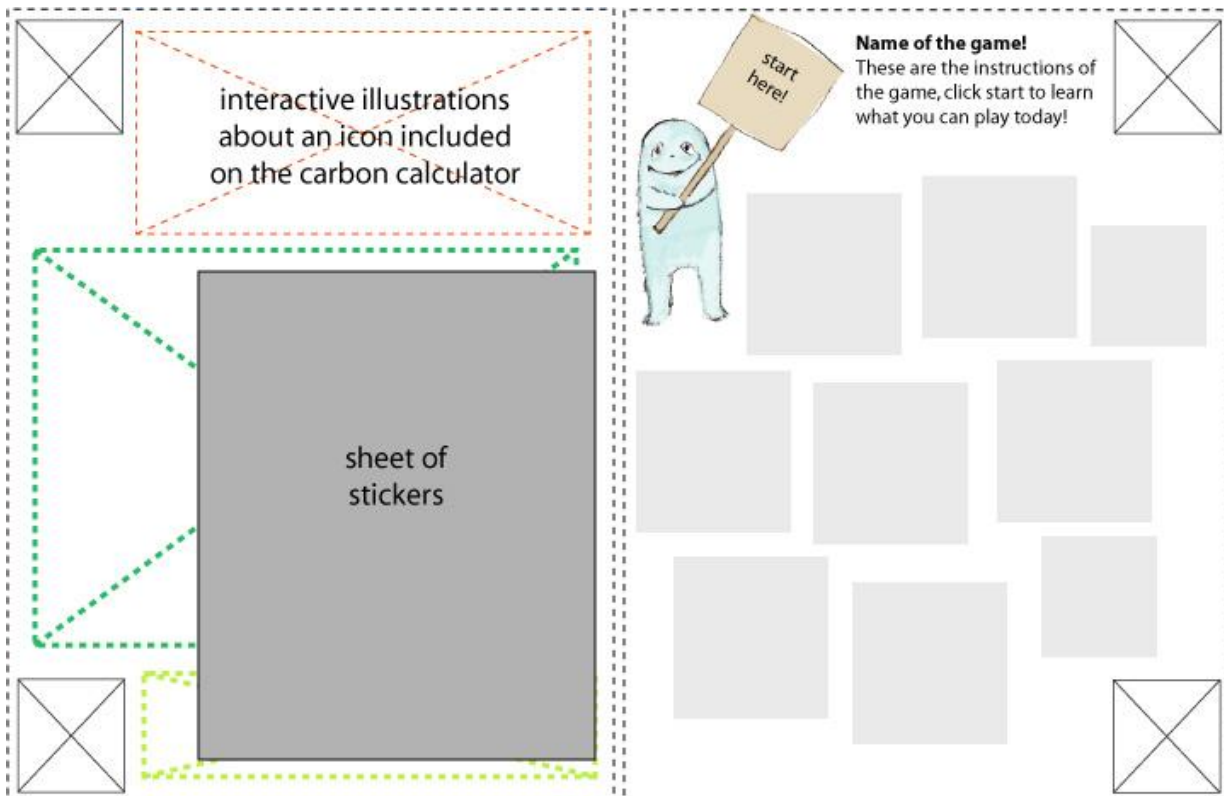 interactive illustrations
about an icon included
on the carbon calculator
sheet of
stickers
start
here!
Name of the game!
These are the instructions of
the game, click start to learn
what you can play today!